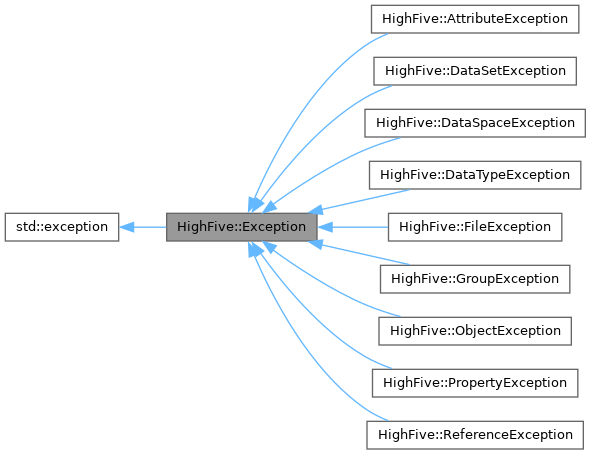 HighFive::AttributeException
HighFive::DataSetException
HighFive::DataSpaceException
HighFive::DataTypeException
std::exception
HighFive::Exception
HighFive::FileException
HighFive::GroupException
HighFive::ObjectException
HighFive::PropertyException
HighFive::ReferenceException